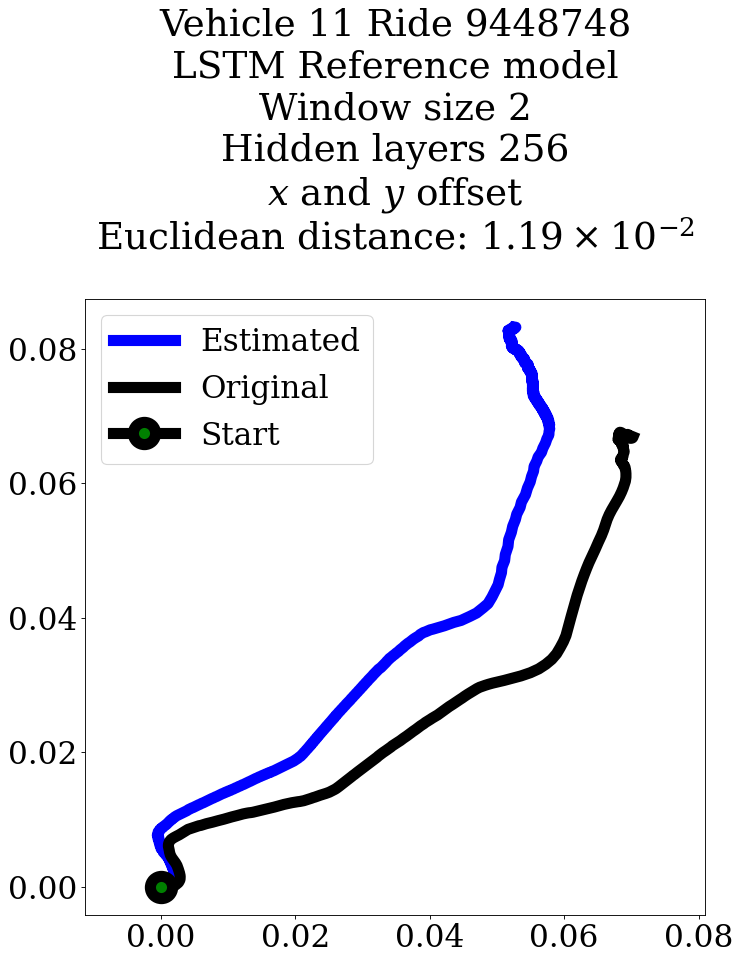 Vehicle 11 Ride 9448748
LSTM Reference model
Window size 2
Hidden layers 256
x and y offset
Euclidean distance: 1.19 × 10⁻²
Estimated
Original
Start
0.08
0.06
0.04
0.02
0.00
0.00 0.02 0.04 0.06 0.08